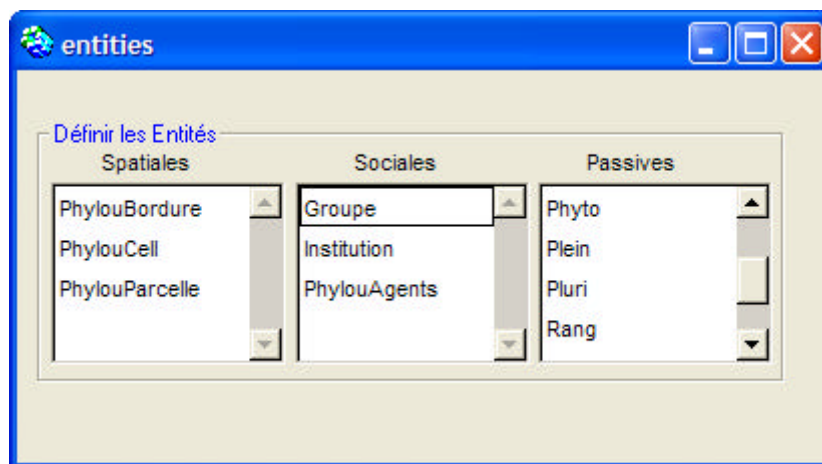 entities
Définir les Entités
Spatiales Sociales Passives
PhylouBordure Groupe Phyto
PhylouCell Institution Plein
PhylouParcelle PhylouAgents Pluri
Rang